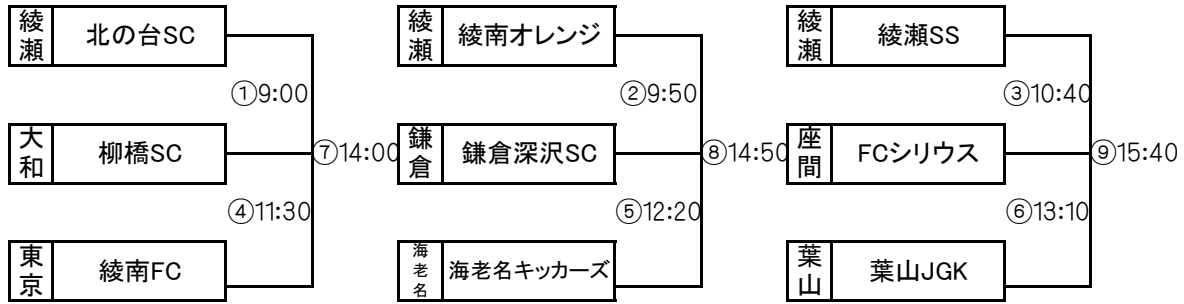 綾瀬 北の台SC
①9:00
大和 柳橋SC
⑦14:00
④11:30
東京 綾南FC
綾瀬 綾南オレンジ
②9:50
鎌倉 鎌倉深沢SC
⑧14:50
⑤12:20
海老名 海老名キッカーズ
綾瀬 綾瀬SS
③10:40
座間 FCシリウス
⑨15:40
⑥13:10
葉山 葉山JGK